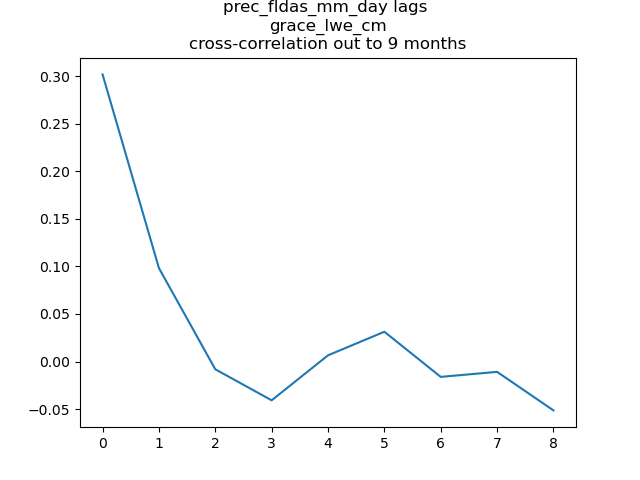 prec_fldas_mm_day lags
grace_lwe_cm
cross-correlation out to 9 months
0.30
0.25
0.20
0.15
0.10
0.05
0.00
−0.05
0 1 2 3 4 5 6 7 8